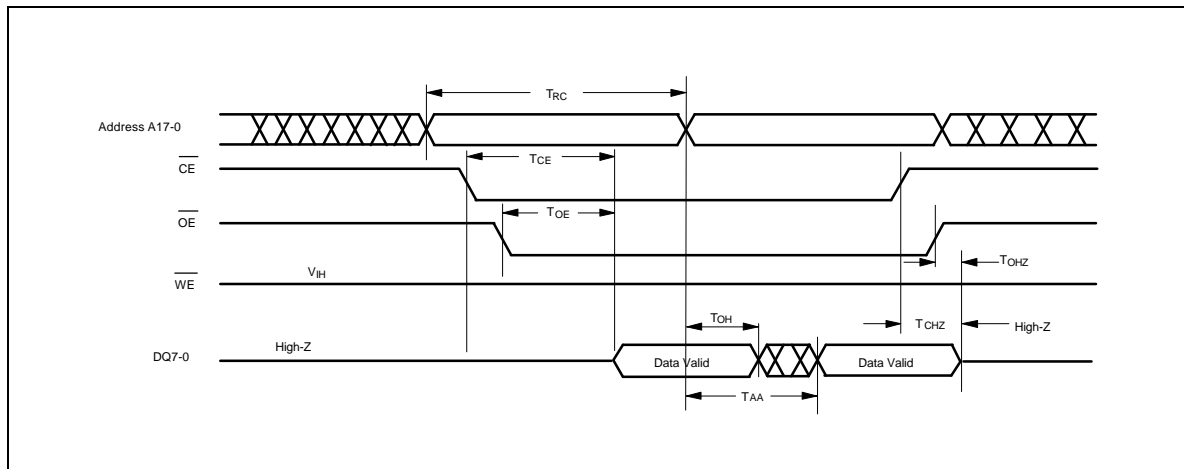 TRC
Address A17-0
TCE
CE
TOE
OE
TOHZ
VIH
WE
TOH
TCHZ
High-Z
High-Z
DQ7-0
Data Valid
Data Valid
TAA